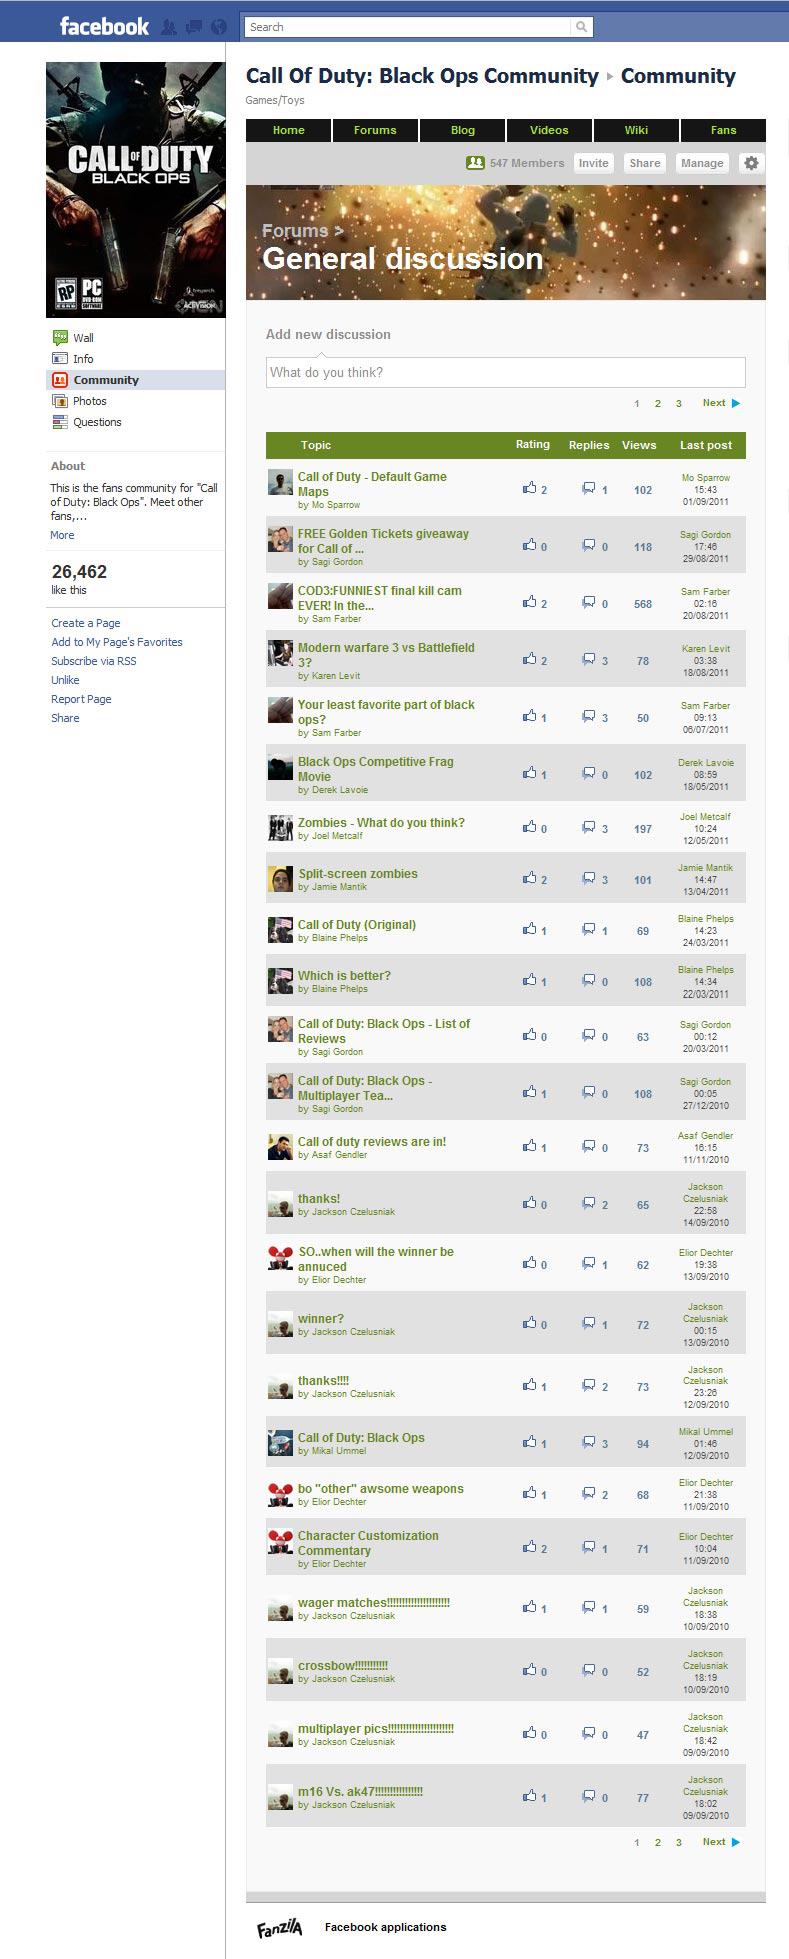 facebook
Search
CALL OF DUTY
BLACK OPS
RP
PC
DVD-ROM
SOFTWARE
treyarch
ACTIVISION
IGN
Wall
Info
Community
Photos
Questions
About
This is the fans community for "Call
of Duty: Black Ops". Meet other
fans,...
More
26,462
like this
Create a Page
Add to My Page's Favorites
Subscribe via RSS
Unlike
Report Page
Share
Call Of Duty: Black Ops Community ▸ Community
Games/Toys
Home Forums Blog Videos Wiki Fans
547 Members Invite Share Manage
Forums >
General discussion
Add new discussion
What do you think?
1 2 3 Next
Topic Rating Replies Views Last post
Call of Duty - Default Game
Maps
by Mo Sparrow
2 1 102
Mo Sparrow
15:43
01/09/2011
FREE Golden Tickets giveaway
for Call of ...
by Sagi Gordon
0 0 118
Sagi Gordon
17:46
29/08/2011
COD3:FUNNIEST final kill cam
EVER! In the...
by Sam Farber
2 0 568
Sam Farber
02:16
20/08/2011
Modern warfare 3 vs Battlefield
3?
by Karen Levit
2 3 78
Karen Levit
03:38
18/08/2011
Your least favorite part of black
ops?
by Sam Farber
1 3 50
Sam Farber
09:13
06/07/2011
Black Ops Competitive Frag
Movie
by Derek Lavoie
1 0 102
Derek Lavoie
08:59
18/05/2011
Zombies - What do you think?
by Joel Metcalf
0 3 197
Joel Metcalf
10:24
12/05/2011
Split-screen zombies
by Jamie Mantik
2 3 101
Jamie Mantik
14:47
13/04/2011
Call of Duty (Original)
by Blaine Phelps
1 1 69
Blaine Phelps
14:23
24/03/2011
Which is better?
by Blaine Phelps
1 0 108
Blaine Phelps
14:34
22/03/2011
Call of Duty: Black Ops - List of
Reviews
by Sagi Gordon
0 0 63
Sagi Gordon
00:12
20/03/2011
Call of Duty: Black Ops -
Multiplayer Tea...
by Sagi Gordon
1 0 108
Sagi Gordon
00:05
27/12/2010
Call of duty reviews are in!
by Asaf Gendler
1 0 73
Asaf Gendler
16:15
11/11/2010
thanks!
by Jackson Czelusniak
0 2 65
Jackson
Czelusniak
22:58
14/09/2010
SO..when will the winner be
annuced
by Elior Dechter
0 1 62
Elior Dechter
19:38
13/09/2010
winner?
by Jackson Czelusniak
0 1 72
Jackson
Czelusniak
00:15
13/09/2010
thanks!!!!
by Jackson Czelusniak
1 2 73
Jackson
Czelusniak
23:26
12/09/2010
Call of Duty: Black Ops
by Mikal Ummel
1 3 94
Mikal Ummel
01:46
12/09/2010
bo "other" awsome weapons
by Elior Dechter
1 2 68
Elior Dechter
21:38
11/09/2010
Character Customization
Commentary
by Elior Dechter
2 1 71
Elior Dechter
10:04
11/09/2010
wager matches!!!!!!!!!!!!!!!!!!!!!
by Jackson Czelusniak
1 1 59
Jackson
Czelusniak
18:38
10/09/2010
crossbow!!!!!!!!!!!
by Jackson Czelusniak
0 0 52
Jackson
Czelusniak
18:19
10/09/2010
multiplayer pics!!!!!!!!!!!!!!!!!!!!!!
by Jackson Czelusniak
0 0 47
Jackson
Czelusniak
18:42
09/09/2010
m16 Vs. ak47!!!!!!!!!!!!!!!!
by Jackson Czelusniak
1 0 77
Jackson
Czelusniak
18:02
09/09/2010
1 2 3 Next
Fanzila Facebook applications